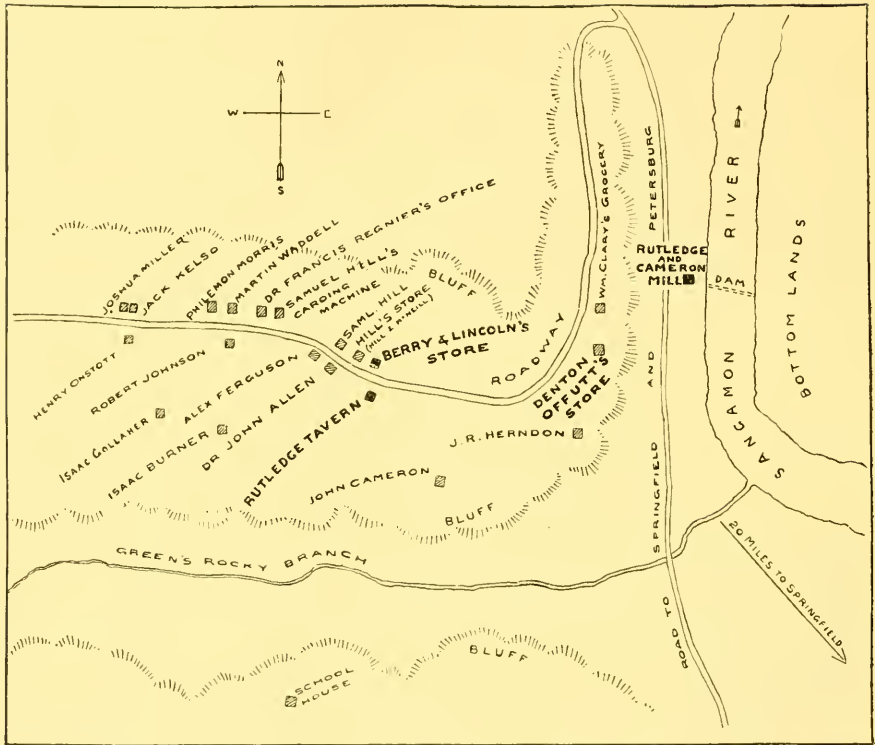 N
W
E
S
JOSHUA MILLER
JACK KELSO
PHILEMON MORRIS
MARTIN WADDELL
DR FRANCIS REGNIER'S OFFICE
SAMUEL HILL'S
CARDING
MACHINE
SAML. HILL
HILL'S STORE
(HILL & McNEILL)
BERRY & LINCOLN'S
STORE
BLUFF
ROADWAY
WM. CLARY'S GROCERY
DENTON
OFFUTT'S
STORE
RUTLEDGE
AND
CAMERON
MILL
DAM
SANGAMON RIVER
BOTTOM LANDS
HENRY ONSTOTT
ROBERT JOHNSON
ALEX FERGUSON
ISAAC GOLLAHER
ISAAC BURNER
DR JOHN ALLEN
RUTLEDGE TAVERN
J. R. HERNDON
JOHN CAMERON
BLUFF
GREEN'S ROCKY BRANCH
ROAD TO SPRINGFIELD AND PETERSBURG
20 MILES TO SPRINGFIELD
BLUFF
SCHOOL
HOUSE